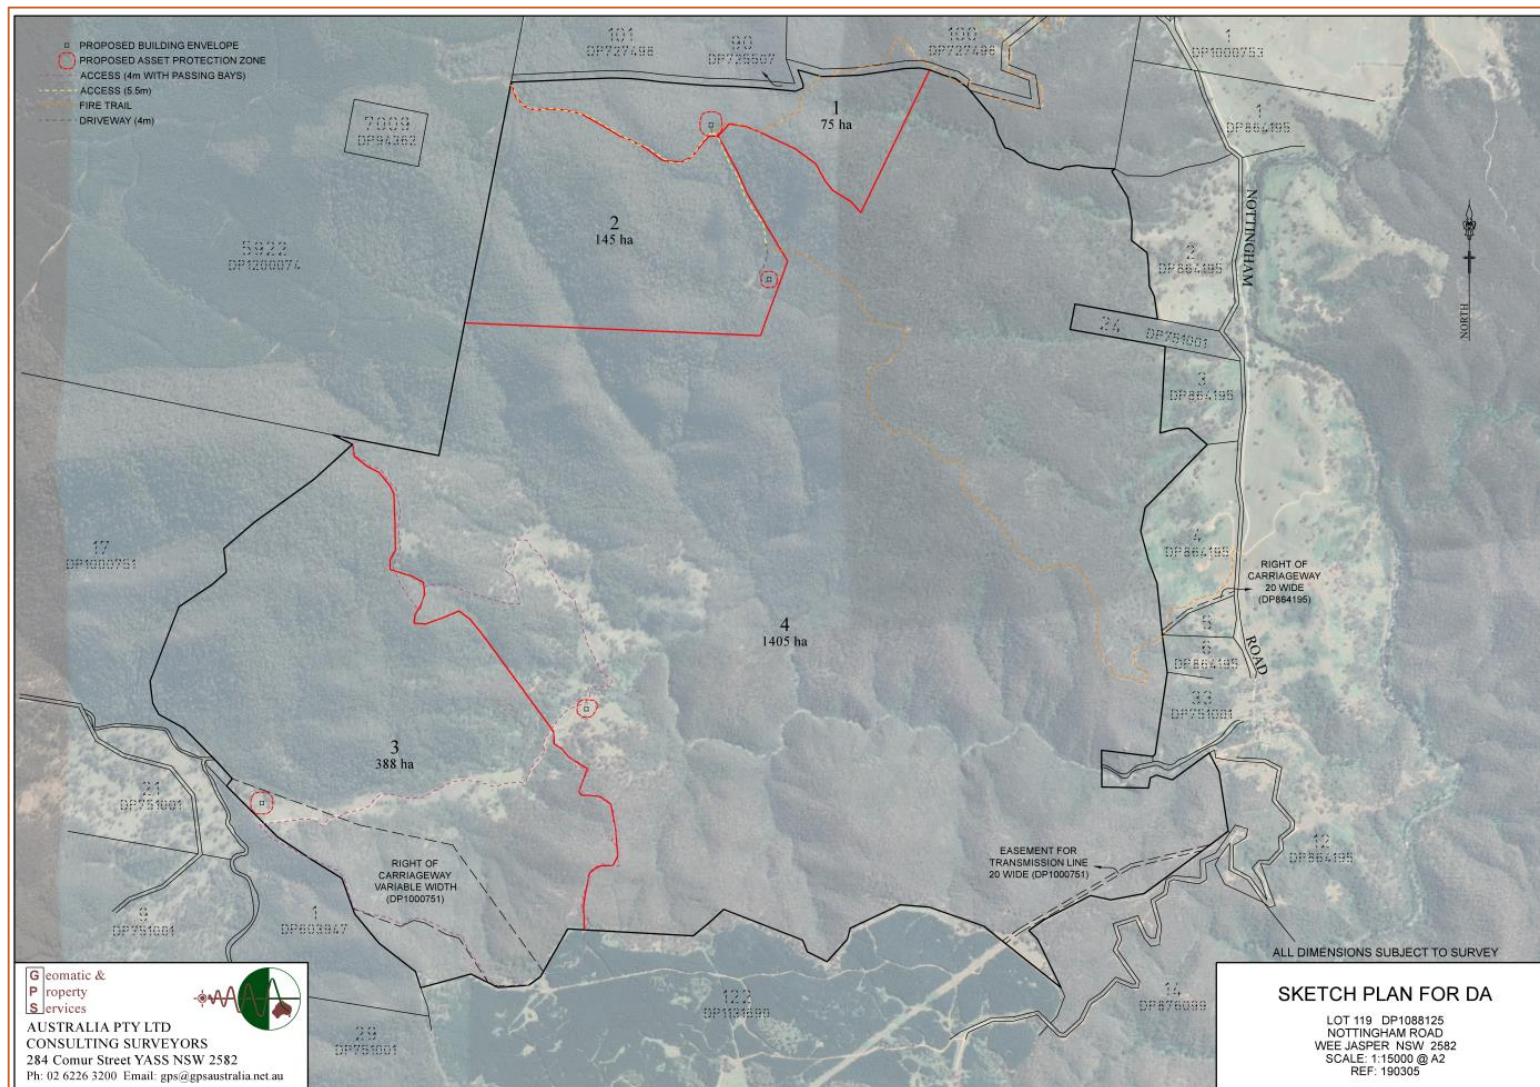 PROPOSED BUILDING ENVELOPE
PROPOSED ASSET PROTECTION ZONE
ACCESS (4m WITH PASSING BAYS)
ACCESS (5.5m)
FIRE TRAIL
DRIVEWAY (4m)
101
DP727498
90
DP725507
100
DP727496
1
DP1000753
7009
DP94362
1
75 ha
1
DP864195
5922
DP1200074
2
145 ha
NOTTINGHAM
2
DP864195
NORTH
24 DP751001
3
DP864195
17
DP1000751
4
DP864195
RIGHT OF
CARRIAGEWAY
20 WIDE
(DP864195)
4
1405 ha
5
6
DP864195
ROAD
33
DP751001
3
388 ha
21
DP751001
RIGHT OF
CARRIAGEWAY
VARIABLE WIDTH
(DP1000751)
EASEMENT FOR
TRANSMISSION LINE
20 WIDE (DP1000751)
12
DP864195
9
DP751001
1
DP603947
ALL DIMENSIONS SUBJECT TO SURVEY
122
DP1131699
14
DP876099
29
DP751001
Geomatic &
Property
Services
AUSTRALIA PTY LTD
CONSULTING SURVEYORS
284 Comur Street YASS NSW 2582
Ph: 02 6226 3200 Email: gps@gpsaustralia.net.au
SKETCH PLAN FOR DA
LOT 119 DP1088125
NOTTINGHAM ROAD
WEE JASPER NSW 2582
SCALE: 1:15000 @ A2
REF: 190305